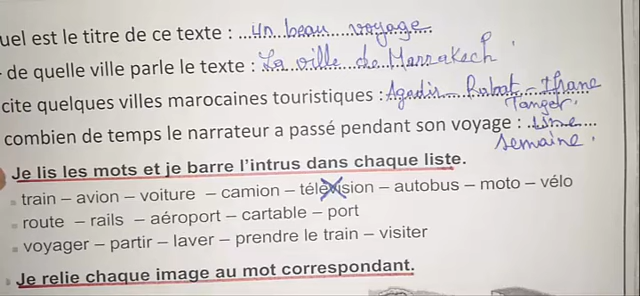 uel est le titre de ce texte : ...un beau voyage.
- de quelle ville parle le texte : La ville de Marrakech.
cite quelques villes marocaines touristiques : Agadir - Rabat -
Tanger.
combien de temps le narrateur a passé pendant son voyage : ..Une...
semaine.
Je lis les mots et je barre l'intrus dans chaque liste.
train – avion – voiture – camion – télévision – autobus – moto – vélo
route – rails – aéroport – cartable – port
voyager – partir – laver – prendre le train – visiter
Je relie chaque image au mot correspondant.